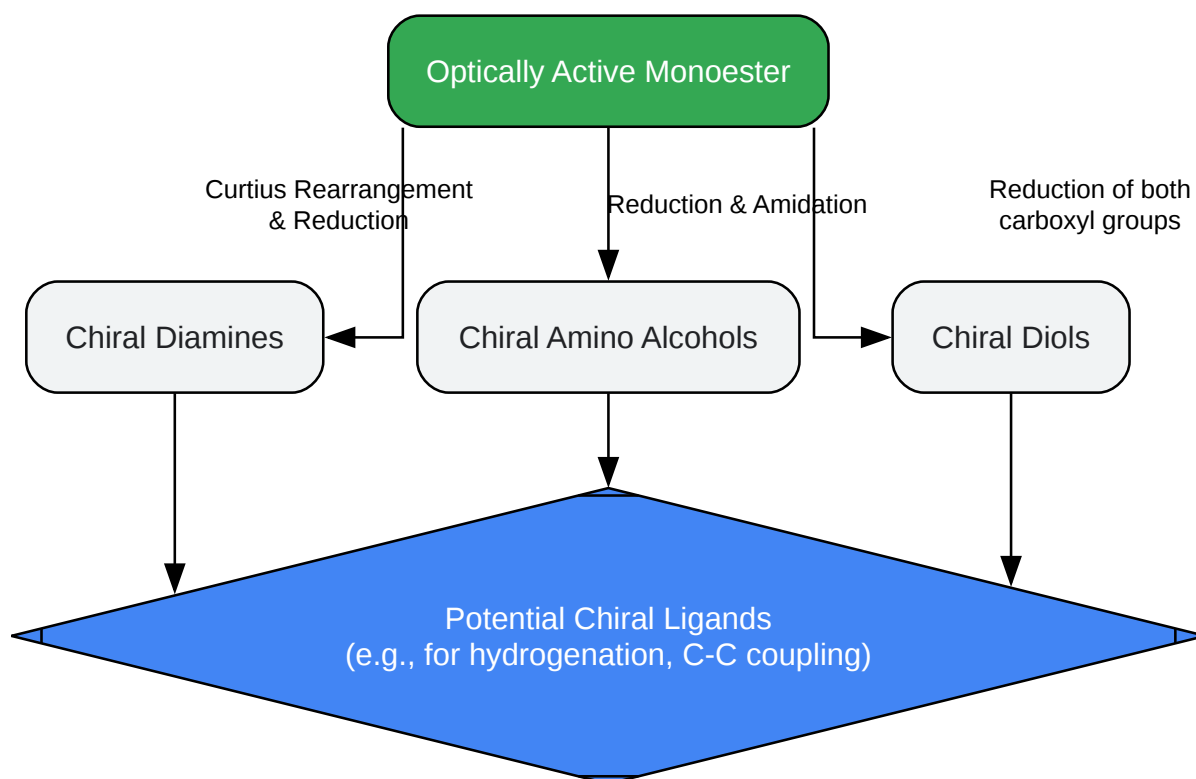 Optically Active Monoester
Curtius Rearrangement
& Reduction
Reduction & Amidation
Reduction of both
carboxyl groups
Chiral Diamines
Chiral Amino Alcohols
Chiral Diols
Potential Chiral Ligands
(e.g., for hydrogenation, C-C coupling)